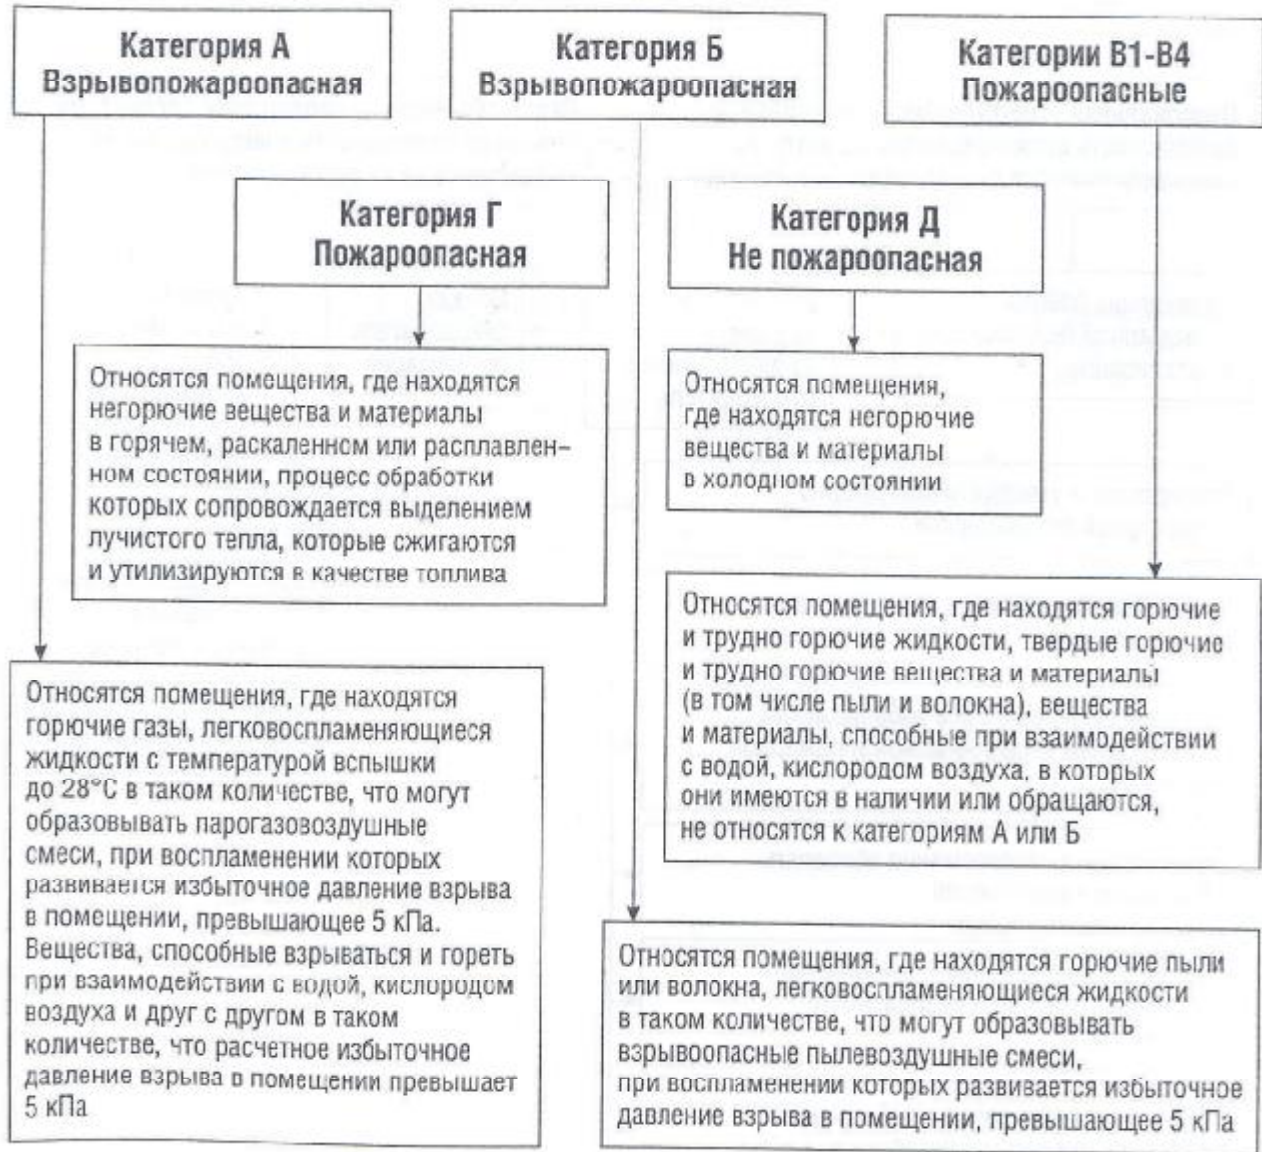 Категория А
Взрывопожароопасная
Категория Б
Взрывопожароопасная
Категории В1-В4
Пожароопасные
Категория Г
Пожароопасная
Категория Д
Не пожароопасная
Относятся помещения, где находятся
негорючие вещества и материалы
в горячем, раскаленном или расплавлен-
ном состоянии, процесс обработки
которых сопровождается выделением
лучистого тепла, которые сжигаются
и утилизируются в качестве топлива
Относятся помещения,
где находятся негорючие
вещества и материалы
в холодном состоянии
Относятся помещения, где находятся горючие
и трудно горючие жидкости, твердые горючие
и трудно горючие вещества и материалы
(в том числе пыли и волокна), вещества
и материалы, способные при взаимодействии
с водой, кислородом воздуха, в которых
они имеются в наличии или обращаются,
не относятся к категориям А или Б
Относятся помещения, где находятся
горючие газы, легковоспламеняющиеся
жидкости с температурой вспышки
до 28°С в таком количестве, что могут
образовывать парогазовоздушные
смеси, при воспламенении которых
развивается избыточное давление взрыва
в помещении, превышающее 5 кПа.
Вещества, способные взрываться и гореть
при взаимодействии с водой, кислородом
воздуха и друг с другом в таком
количестве, что расчетное избыточное
давление взрыва в помещении превышает
5 кПа
Относятся помещения, где находятся горючие пыли
или волокна, легковоспламеняющиеся жидкости
в таком количестве, что могут образовывать
взрывоопасные пылевоздушные смеси,
при воспламенении которых развивается избыточное
давление взрыва в помещении, превышающее 5 кПа